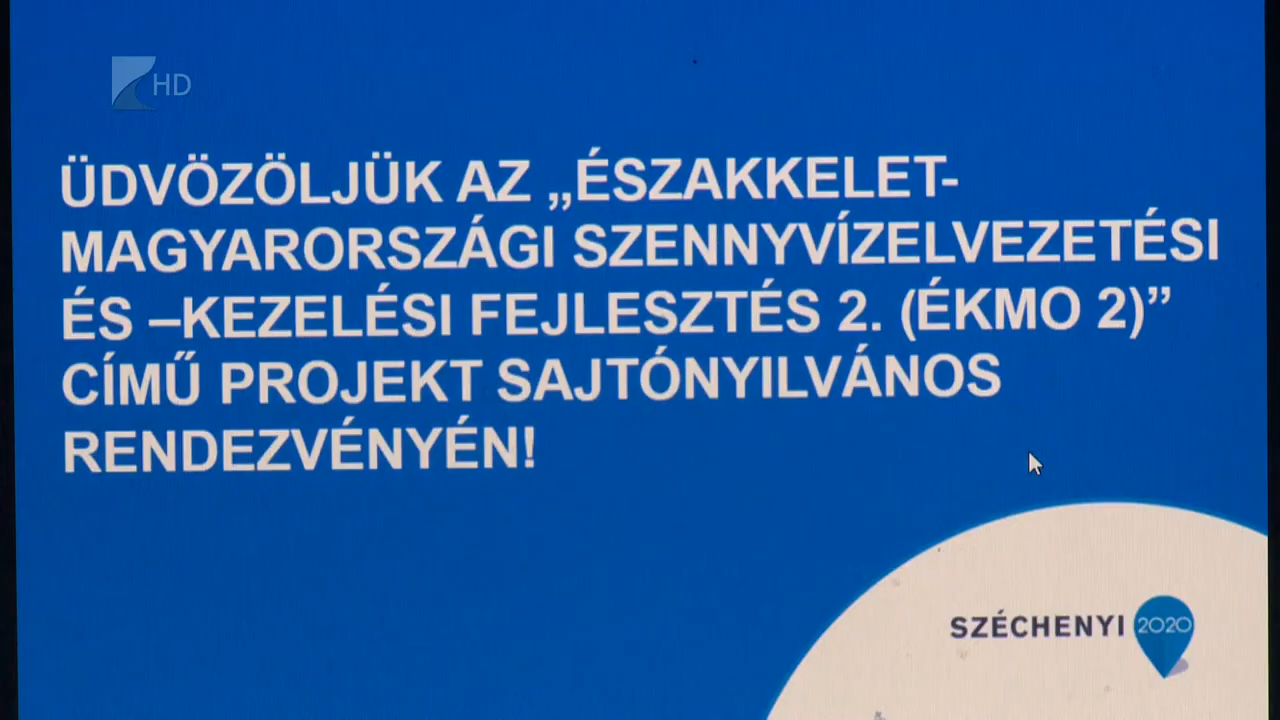 HD
ÜDVÖZÖLJÜK AZ „ÉSZAKKELET-
MAGYARORSZÁGI SZENNYVÍZELVEZETÉSI
ÉS –KEZELÉSI FEJLESZTÉS 2. (ÉKMO 2)”
CÍMŰ PROJEKT SAJTÓNYILVÁNOS
RENDEZVÉNYÉN!
SZÉCHENYI 2020